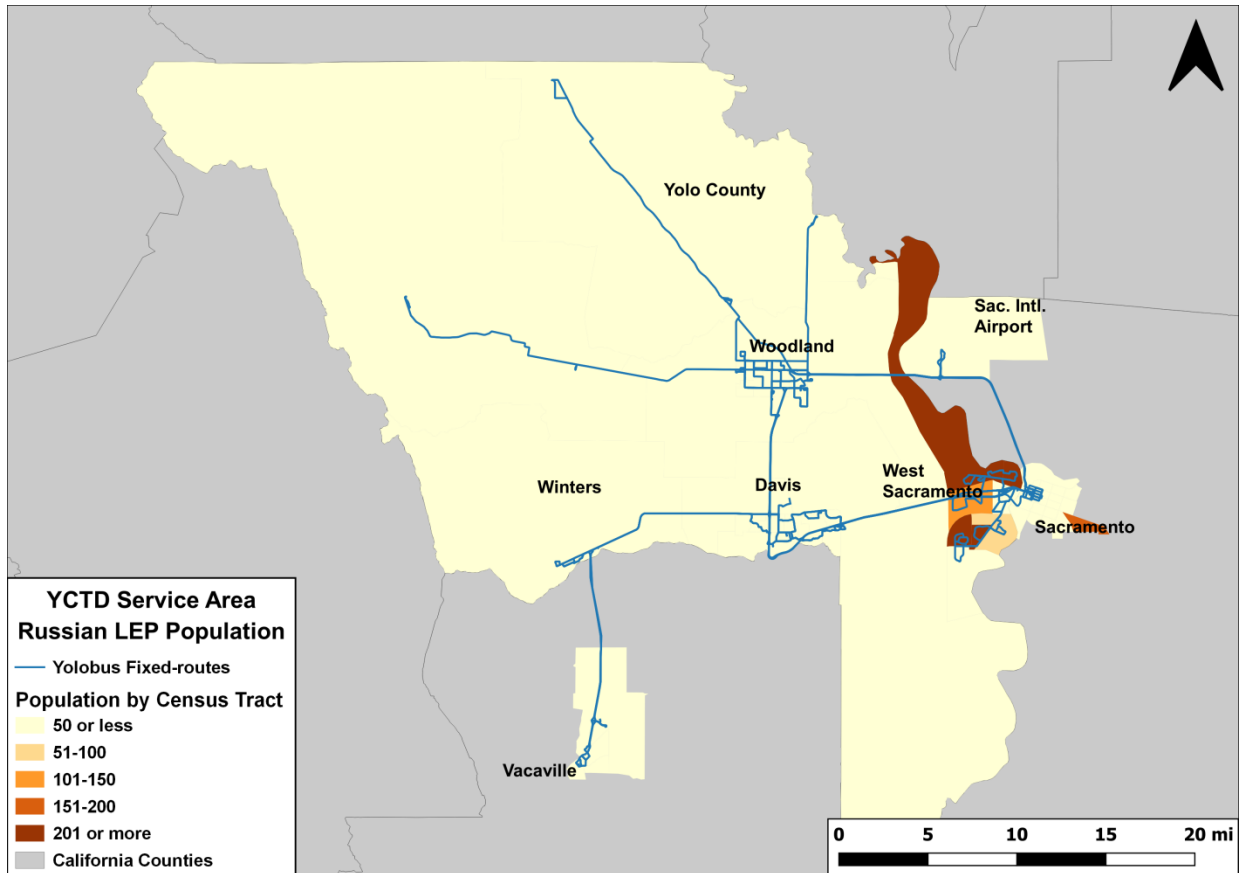 Yolo County
Sac. Intl.
Airport
Woodland
West
Sacramento
Winters
Davis
Sacramento
Vacaville
YCTD Service Area
Russian LEP Population
Yolobus Fixed-routes
Population by Census Tract
50 or less
51-100
101-150
151-200
201 or more
California Counties
0 5 10 15 20 mi